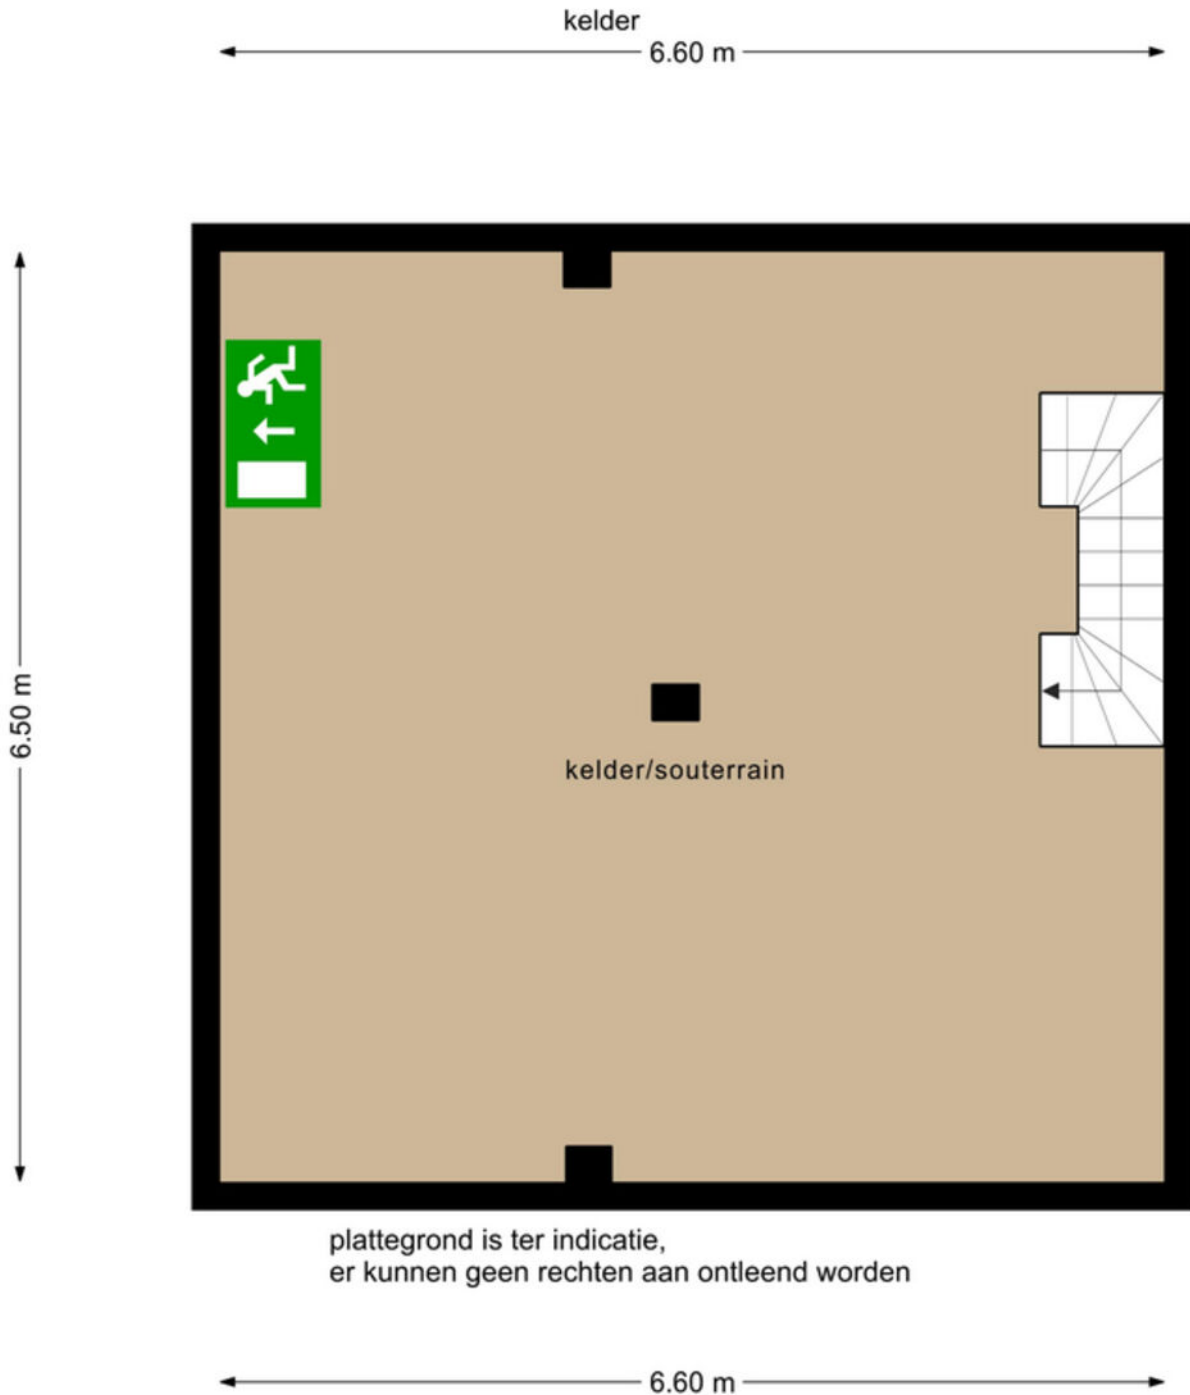 kelder
6.60 m
6.50 m
kelder/souterrain
plattegrond is ter indicatie,
er kunnen geen rechten aan ontleend worden
6.60 m